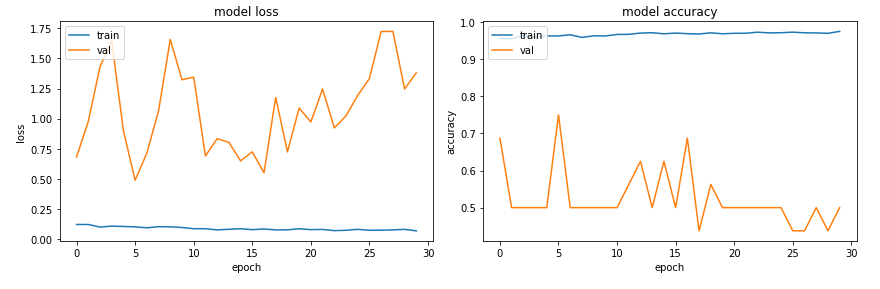 model loss
train
val
1.75
1.50
1.25
1.00
0.75
0.50
0.25
0.00
loss
0 5 10 15 20 25 30
epoch
model accuracy
train
val
1.0
0.9
0.8
0.7
0.6
0.5
accuracy
0 5 10 15 20 25 30
epoch